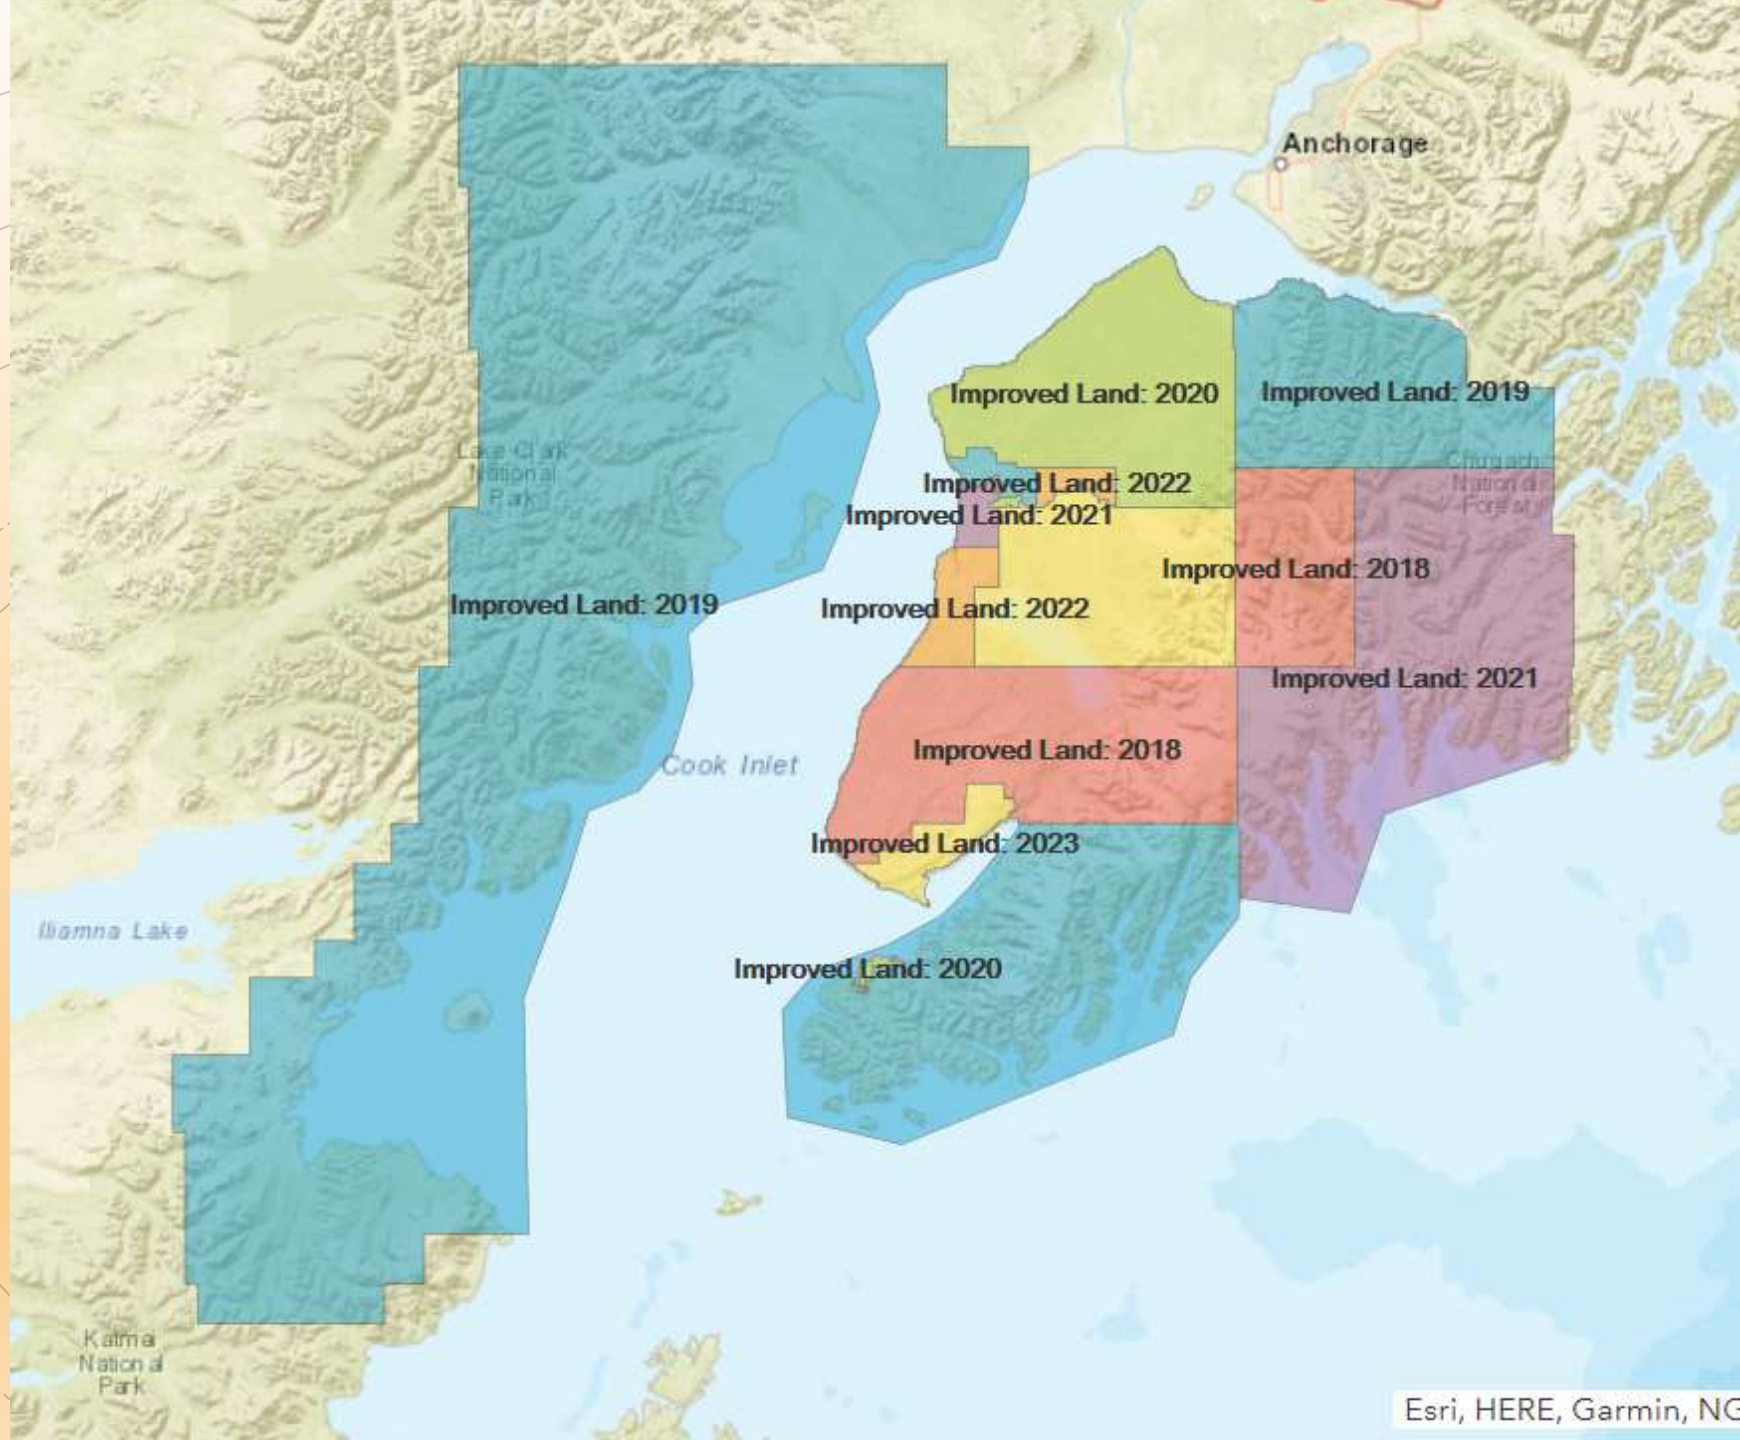 Anchorage
Improved Land: 2020
Improved Land: 2019
Lake Clark
National
Park
Chugach
National
Forest
Improved Land: 2022
Improved Land: 2021
Improved Land: 2018
Improved Land: 2019
Improved Land: 2022
Improved Land: 2021
Improved Land: 2018
Cook Inlet
Improved Land: 2023
Iliamna Lake
Improved Land: 2020
Katmai
National
Park
Esri, HERE, Garmin, NG